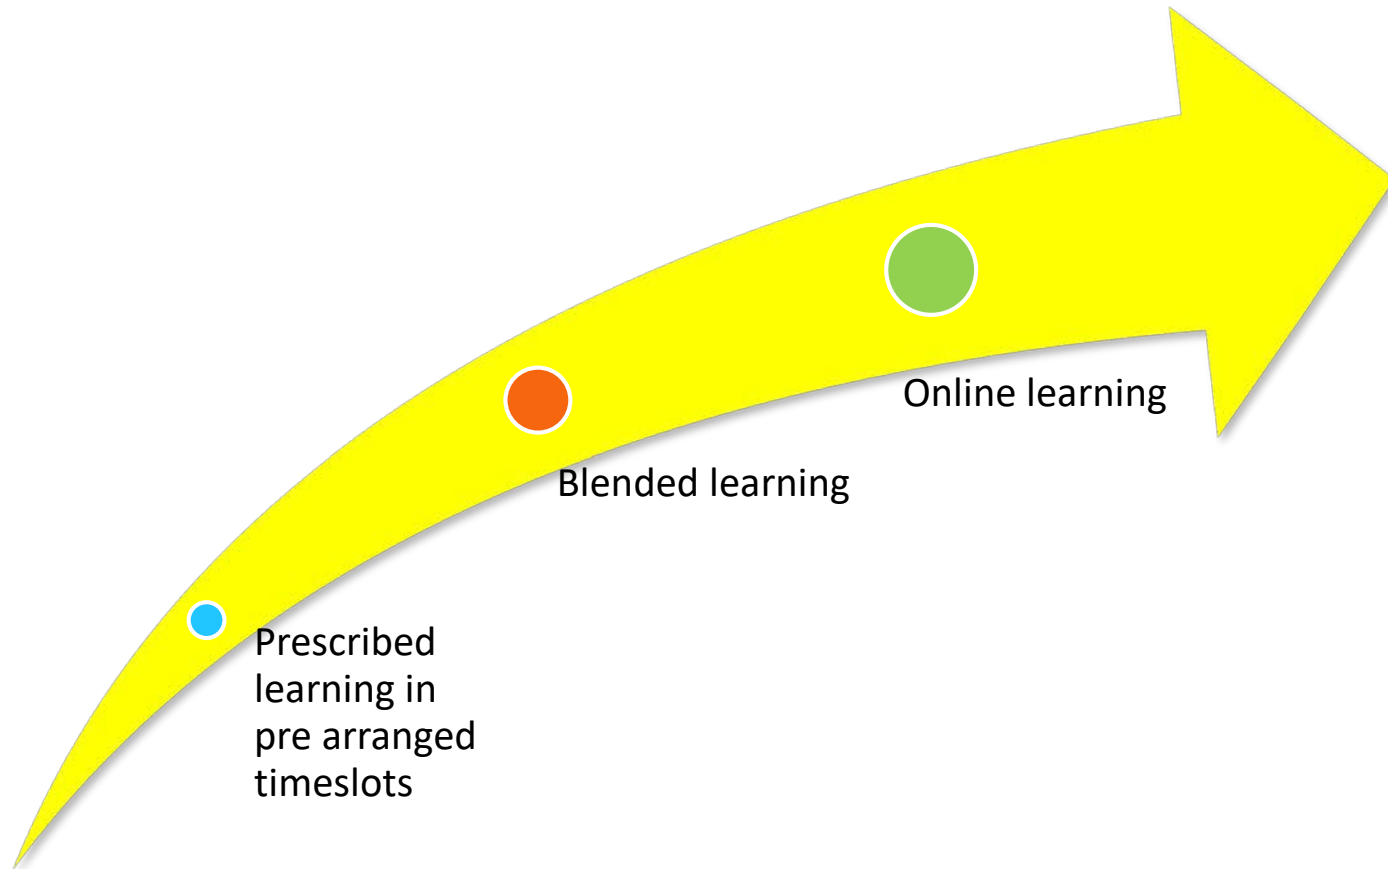 Online learning
Blended learning
Prescribed
learning in
pre arranged
timeslots